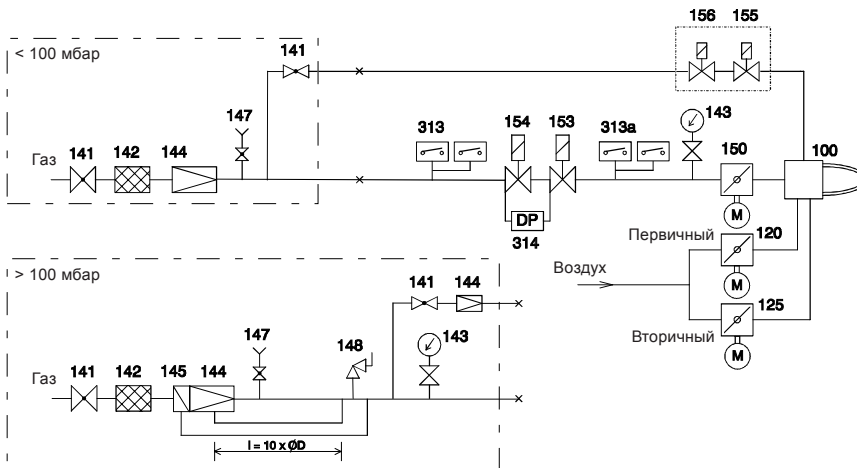 < 100 мбар
141
156 155
147
313
154
153
313a
143
Газ
141 142 144
150
100
DP
314
M
Первичный
120
M
Воздух
Вторичный
125
M
> 100 мбар
141 144
147
148
143
Газ
141 142 145 144
l = 10 x ØD